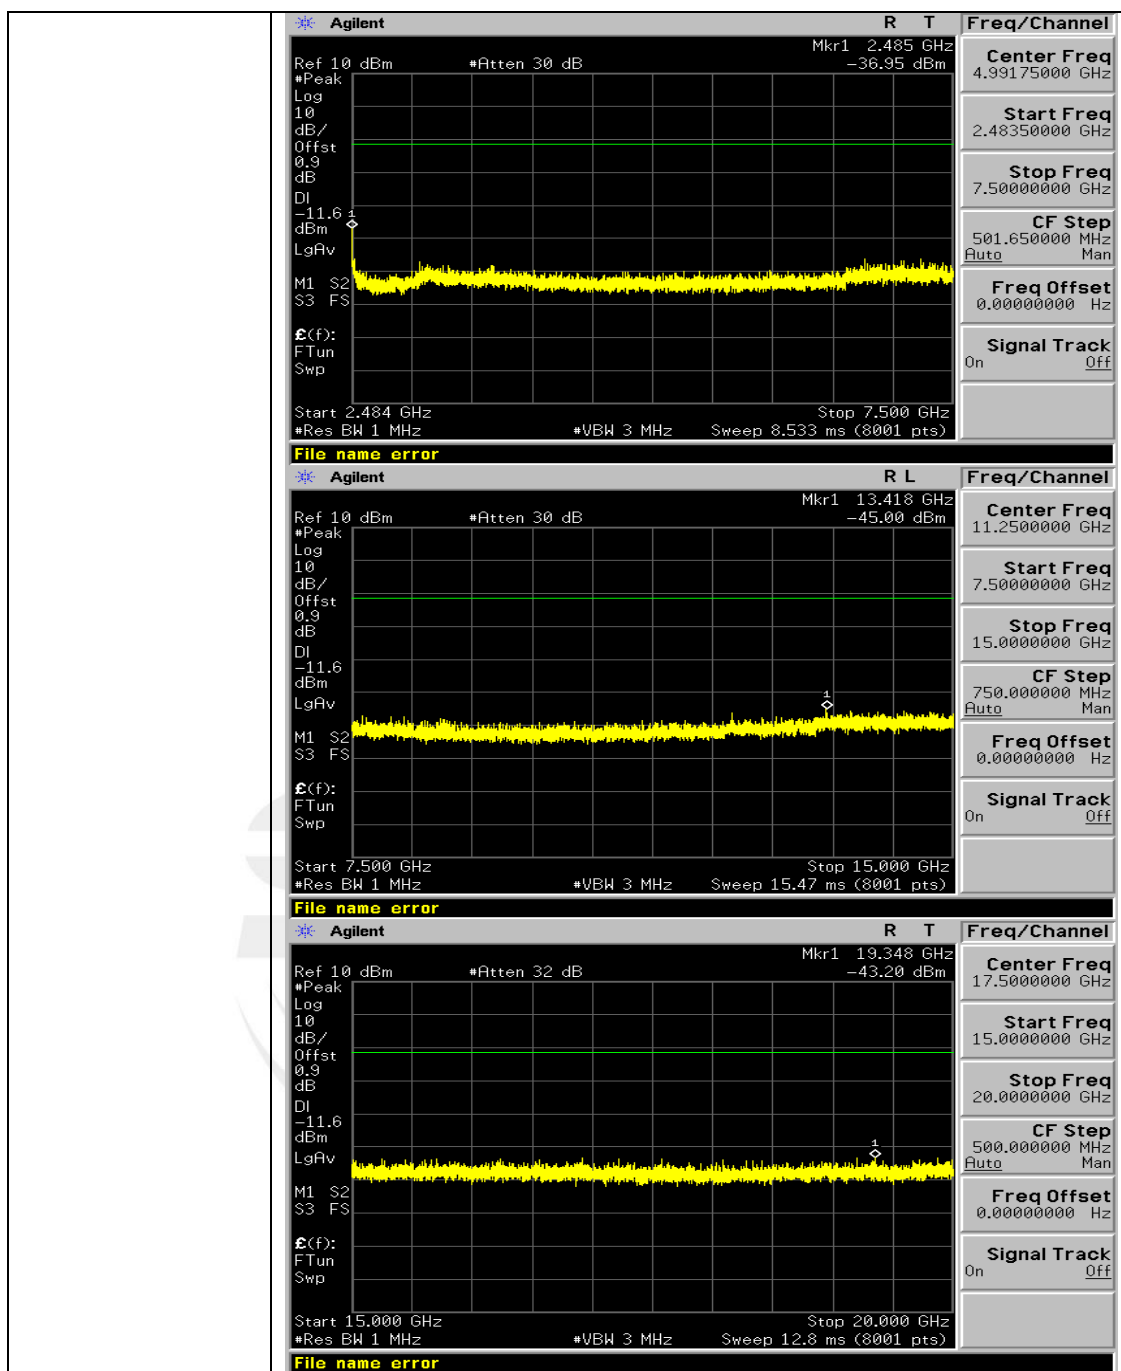 Agilent R T Freq/Channel
Mkr1 2.485 GHz
Ref 10 dBm #Atten 30 dB -36.95 dBm
#Peak
Log
10
dB/
Offst
0.9
dB
DI
-11.6
dBm
LgAv
M1 S2
S3 FS
£(f):
FTun
Swp
1
Start 2.484 GHz Stop 7.500 GHz
#Res BW 1 MHz #VBW 3 MHz Sweep 8.533 ms (8001 pts)
File name error
Center Freq
4.99175000 GHz
Start Freq
2.48350000 GHz
Stop Freq
7.50000000 GHz
CF Step
501.650000 MHz
Auto Man
Freq Offset
0.00000000 Hz
Signal Track
On Off
Agilent R L Freq/Channel
Mkr1 13.418 GHz
Ref 10 dBm #Atten 30 dB -45.00 dBm
#Peak
Log
10
dB/
Offst
0.9
dB
DI
-11.6
dBm
LgAv
M1 S2
S3 FS
£(f):
FTun
Swp
1
Start 7.500 GHz Stop 15.000 GHz
#Res BW 1 MHz #VBW 3 MHz Sweep 15.47 ms (8001 pts)
File name error
Center Freq
11.2500000 GHz
Start Freq
7.50000000 GHz
Stop Freq
15.0000000 GHz
CF Step
750.000000 MHz
Auto Man
Freq Offset
0.00000000 Hz
Signal Track
On Off
Agilent R T Freq/Channel
Mkr1 19.348 GHz
Ref 10 dBm #Atten 32 dB -43.20 dBm
#Peak
Log
10
dB/
Offst
0.9
dB
DI
-11.6
dBm
LgAv
M1 S2
S3 FS
£(f):
FTun
Swp
1
Start 15.000 GHz Stop 20.000 GHz
#Res BW 1 MHz #VBW 3 MHz Sweep 12.8 ms (8001 pts)
File name error
Center Freq
17.5000000 GHz
Start Freq
15.0000000 GHz
Stop Freq
20.0000000 GHz
CF Step
500.000000 MHz
Auto Man
Freq Offset
0.00000000 Hz
Signal Track
On Off